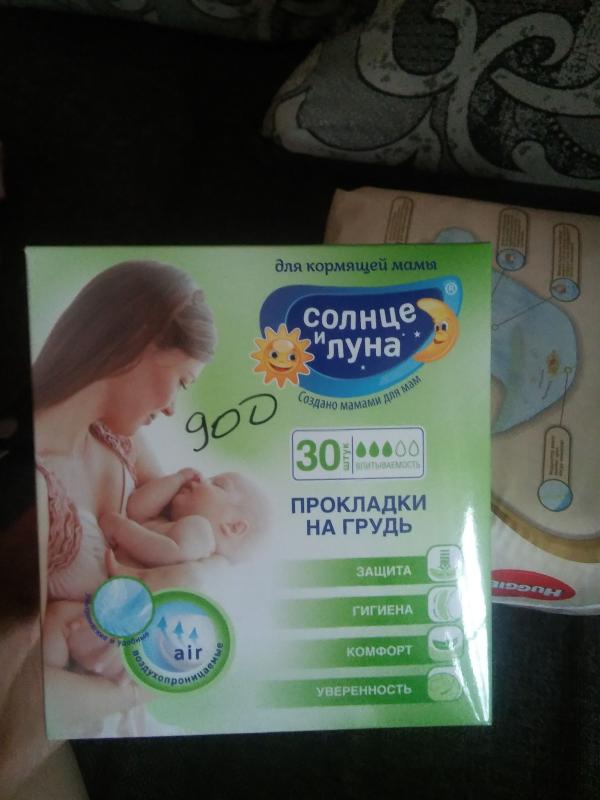 для кормящей мамы
®
солнце
и
луна
Создано мамами для мам
900
30 штук
ВПИТЫВАЕМОСТЬ
ПРОКЛАДКИ
НА ГРУДЬ
ЗАЩИТА
ГИГИЕНА
КОМФОРТ
УВЕРЕННОСТЬ
и удобные
air
воздухопроницаемые
HUGGIES